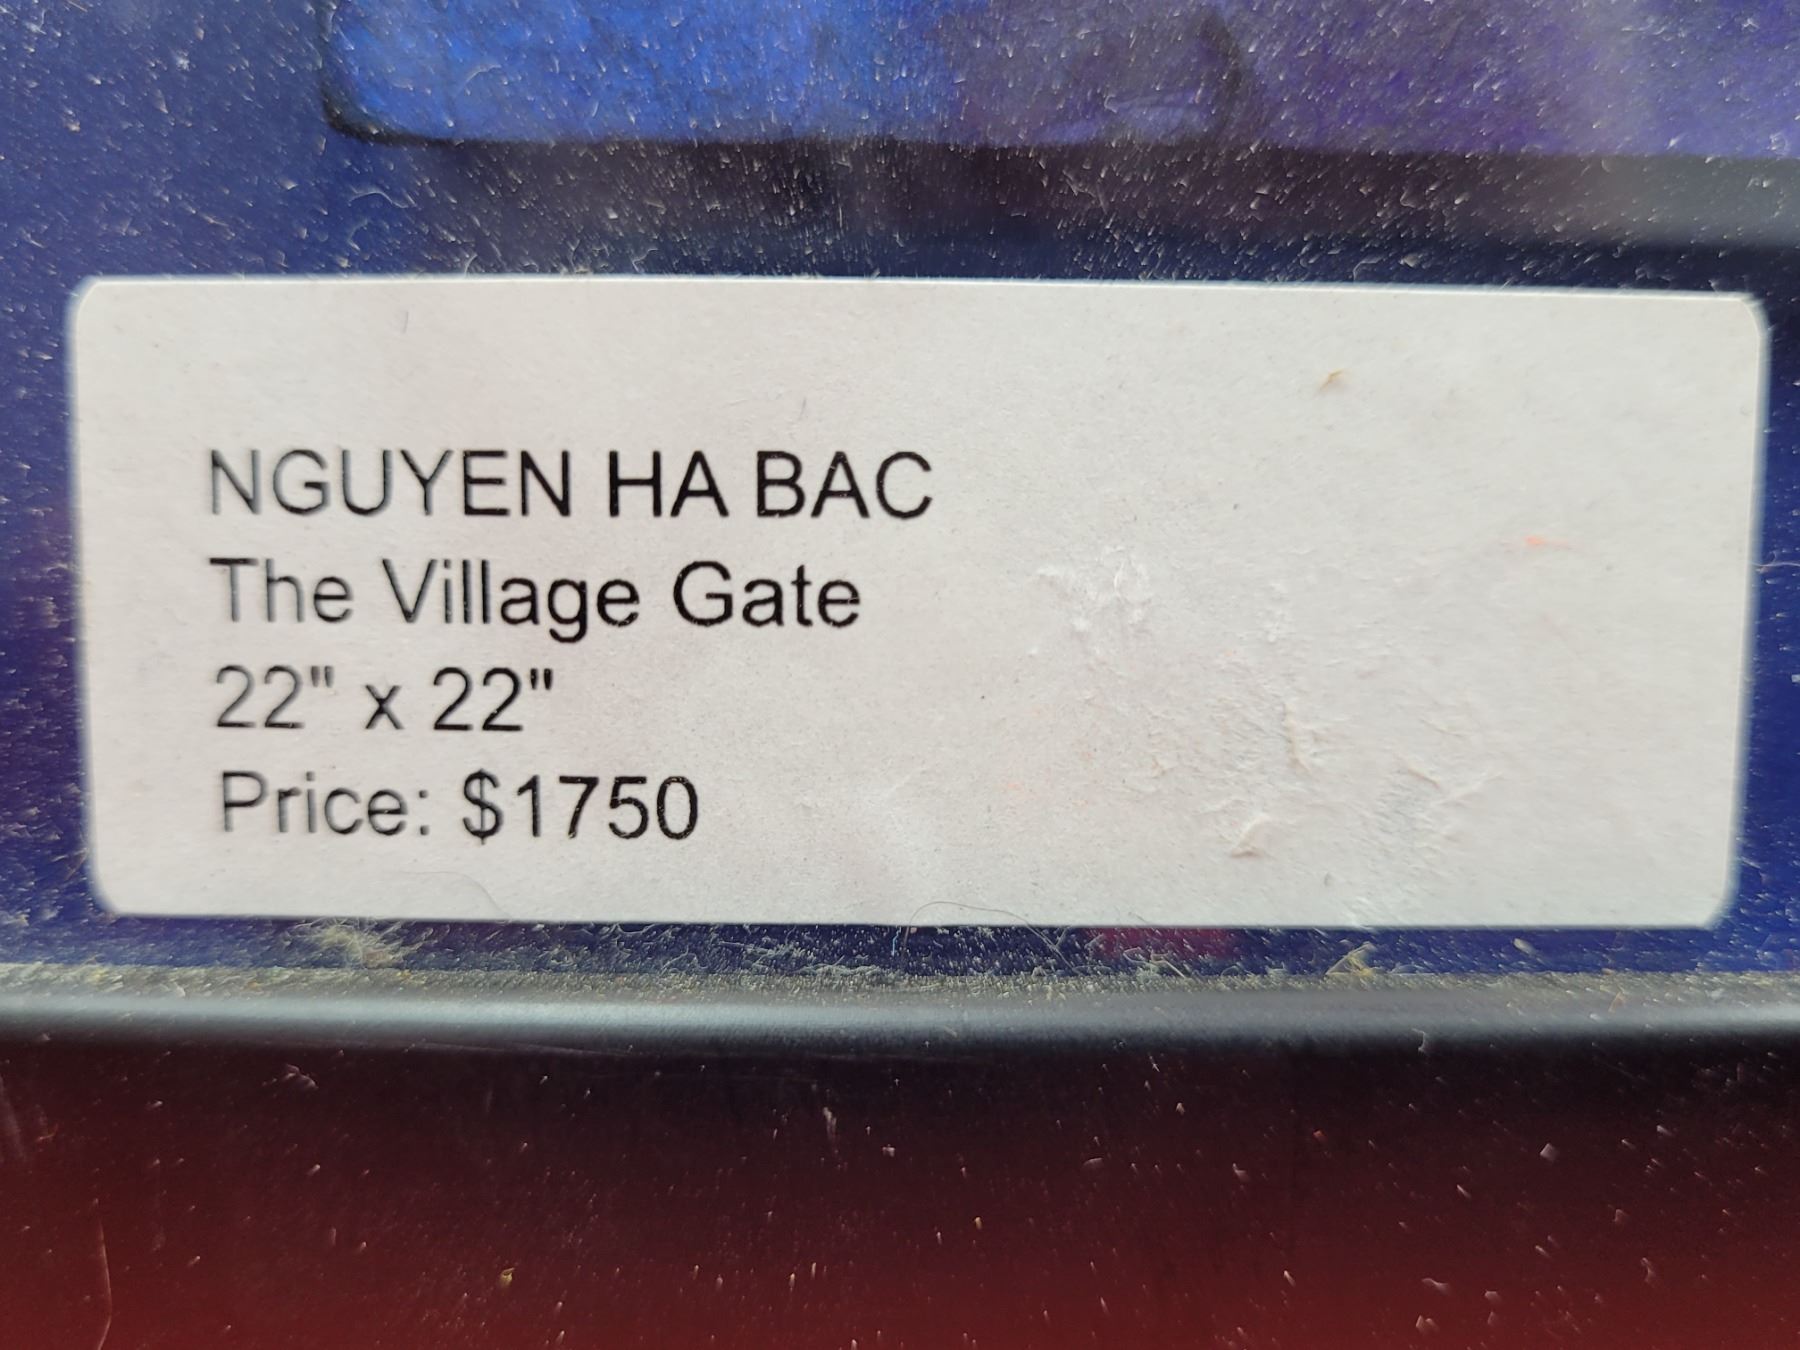 NGUYEN HA BAC
The Village Gate
22" x 22"
Price: $1750